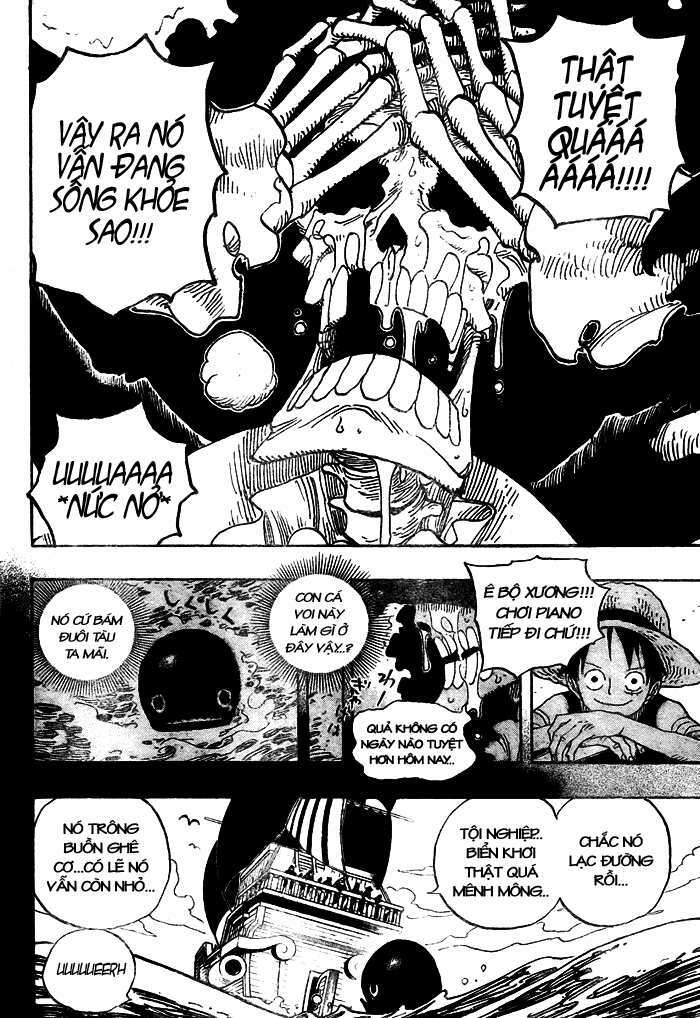 THẬT
TUYỆT
QUÁÁÁ
ÁÁÁÁ!!!!
VẬY RA NÓ
VẪN ĐANG
SỐNG KHỎE
SAO!!!
UUUUAAAA
*NỨC NỞ*
Ê BỘ XƯƠNG!!!
CHƠI PIANO
TIẾP ĐI CHỨ!!!
QUẢ KHÔNG CÓ
NGÀY NÀO TUYỆT
HƠN HÔM NAY..
CON CÁ
VOI NÀY
LÀM GÌ Ở
ĐÂY VẬY..?
NÓ CỨ BÁM
ĐUÔI TÀU
TA MÃI.
CHẮC NÓ
LẠC ĐƯỜNG
RỒI...
TỘI NGHIỆP..
BIỂN KHƠI
THẬT QUÁ
MÊNH MÔNG..
NÓ TRÔNG
BUỒN GHÊ
CƠ...CÓ LẼ NÓ
VẪN CÒN NHỎ...
UUUUUEERH